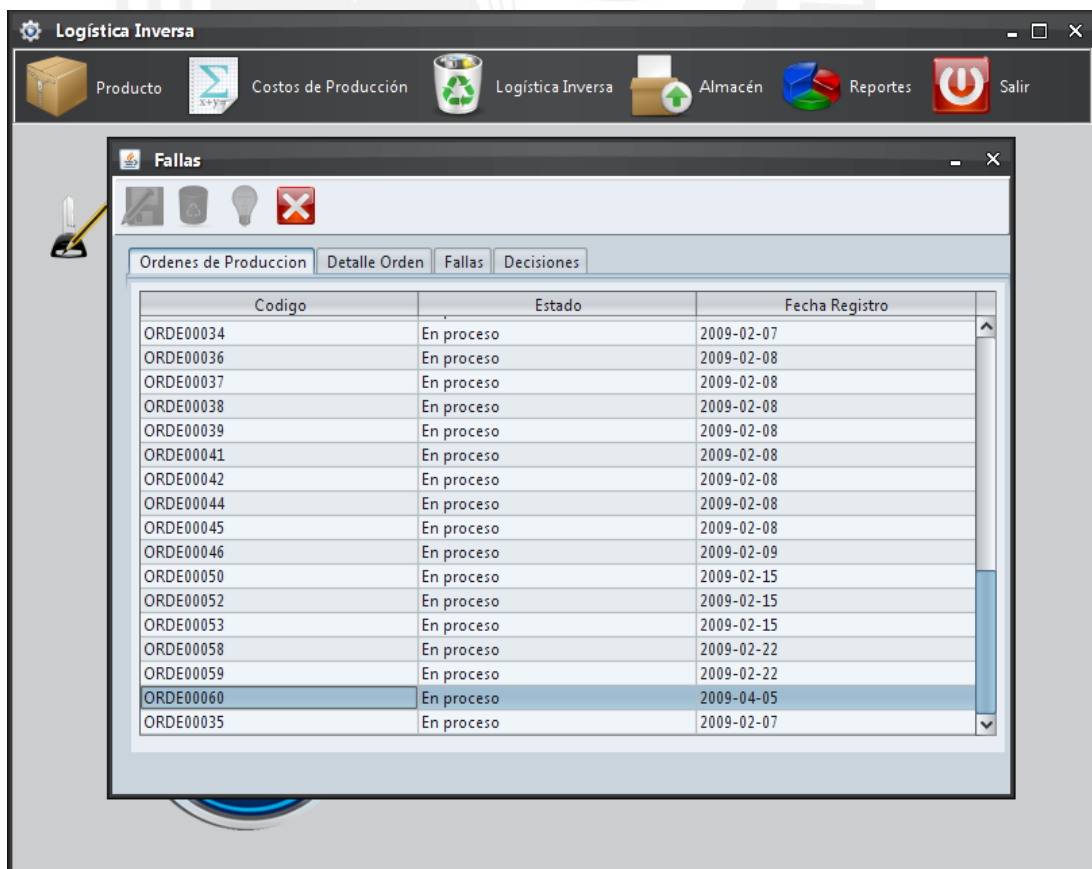 Logística Inversa
Producto Costos de Producción Logística Inversa Almacén Reportes Salir
Fallas
Ordenes de Produccion Detalle Orden Fallas Decisiones
Codigo Estado Fecha Registro
ORDE00034 En proceso 2009-02-07
ORDE00036 En proceso 2009-02-08
ORDE00037 En proceso 2009-02-08
ORDE00038 En proceso 2009-02-08
ORDE00039 En proceso 2009-02-08
ORDE00041 En proceso 2009-02-08
ORDE00042 En proceso 2009-02-08
ORDE00044 En proceso 2009-02-08
ORDE00045 En proceso 2009-02-08
ORDE00046 En proceso 2009-02-09
ORDE00050 En proceso 2009-02-15
ORDE00052 En proceso 2009-02-15
ORDE00053 En proceso 2009-02-15
ORDE00058 En proceso 2009-02-22
ORDE00059 En proceso 2009-02-22
ORDE00060 En proceso 2009-04-05
ORDE00035 En proceso 2009-02-07